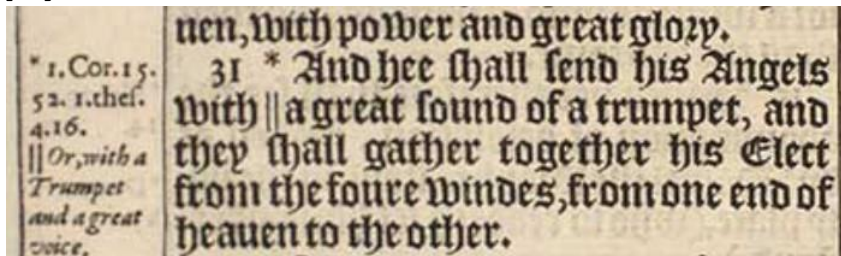 * 1. Cor. 15.
52. 1. theſ.
4. 16.
|| Or, with a
Trumpet
and a great
voice.
uen, with power and great glory.
31 * And hee ſhall ſend his Angels
with || a great ſound of a trumpet, and
they ſhall gather together his Elect
from the foure windes, from one end of
heauen to the other.